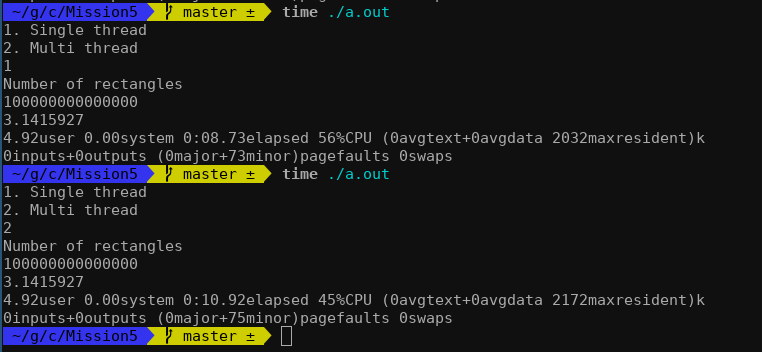 ~/g/c/Mission5 master ± time ./a.out
1. Single thread
2. Multi thread
1
Number of rectangles
100000000000000
3.1415927
4.92user 0.00system 0:08.73elapsed 56%CPU (0avgtext+0avgdata 2032maxresident)k
0inputs+0outputs (0major+73minor)pagefaults 0swaps
~/g/c/Mission5 master ± time ./a.out
1. Single thread
2. Multi thread
2
Number of rectangles
100000000000000
3.1415927
4.92user 0.00system 0:10.92elapsed 45%CPU (0avgtext+0avgdata 2172maxresident)k
0inputs+0outputs (0major+75minor)pagefaults 0swaps
~/g/c/Mission5 master ±